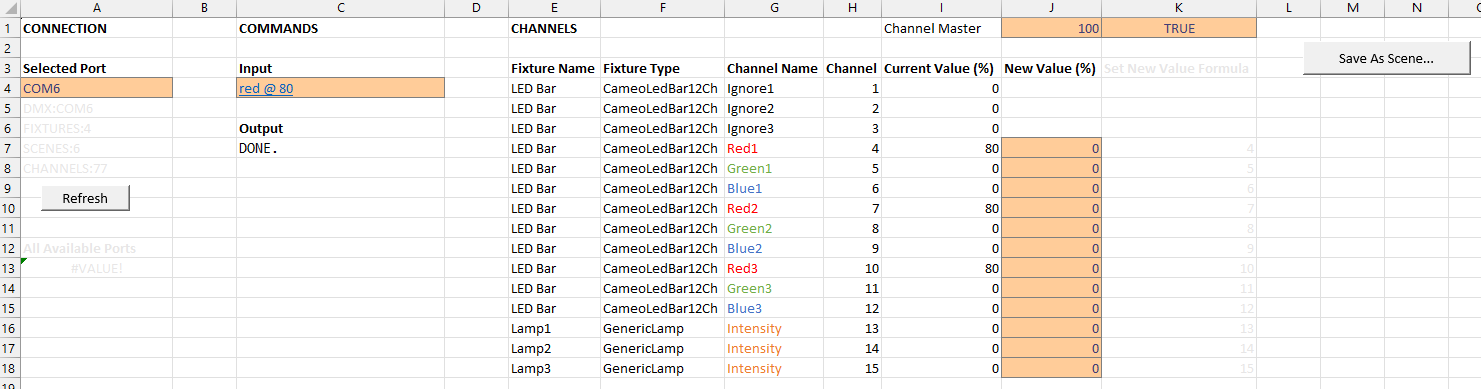 A B C D E F G H I J K L M N
1 CONNECTION COMMANDS CHANNELS Channel Master 100 TRUE
2
3 Selected Port Input Fixture Name Fixture Type Channel Name Channel Current Value (%) New Value (%) Set New Value Formula
Save As Scene...
4 COM6 red @ 80 LED Bar CameoLedBar12Ch Ignore1 1 0
5 DMX:COM6 LED Bar CameoLedBar12Ch Ignore2 2 0
6 FIXTURES:4 Output LED Bar CameoLedBar12Ch Ignore3 3 0
7 SCENES:6 DONE. LED Bar CameoLedBar12Ch Red1 4 80 0 4
8 CHANNELS:77 LED Bar CameoLedBar12Ch Green1 5 0 0 5
9 LED Bar CameoLedBar12Ch Blue1 6 0 0 6
Refresh
10 LED Bar CameoLedBar12Ch Red2 7 80 0 7
11 LED Bar CameoLedBar12Ch Green2 8 0 0 8
12 All Available Ports LED Bar CameoLedBar12Ch Blue2 9 0 0 9
13 #VALUE! LED Bar CameoLedBar12Ch Red3 10 80 0 10
14 LED Bar CameoLedBar12Ch Green3 11 0 0 11
15 LED Bar CameoLedBar12Ch Blue3 12 0 0 12
16 Lamp1 GenericLamp Intensity 13 0 0 13
17 Lamp2 GenericLamp Intensity 14 0 0 14
18 Lamp3 GenericLamp Intensity 15 0 0 15